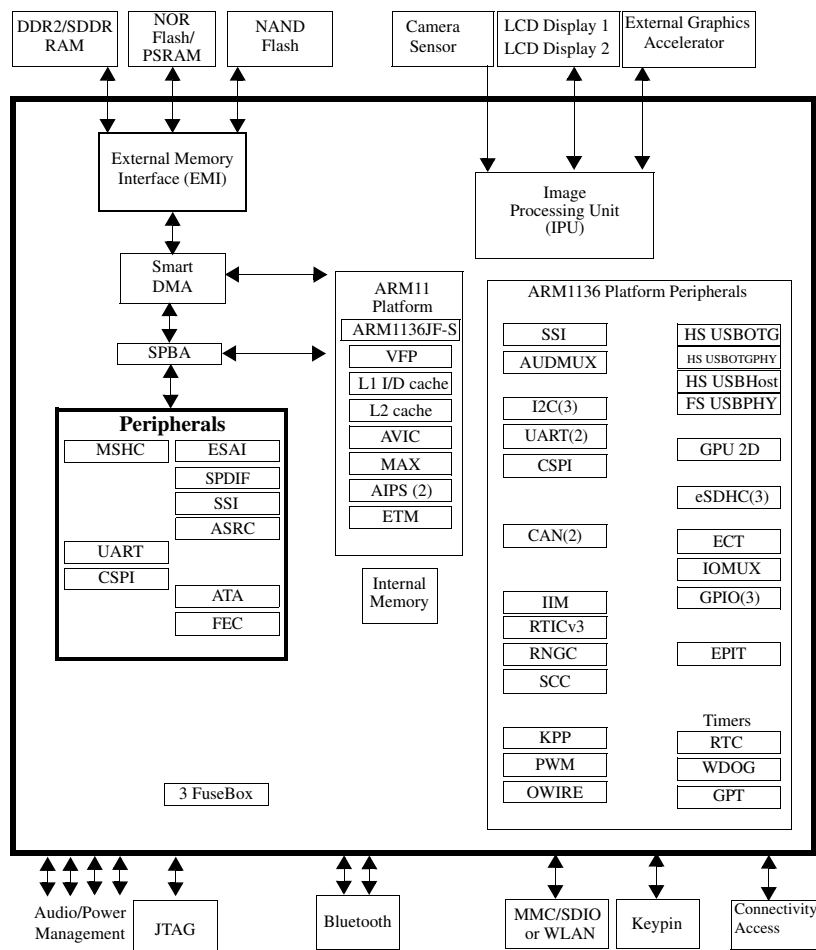 DDR2/SDDR
RAM
NOR
Flash/
PSRAM
NAND
Flash
Camera
Sensor
LCD Display 1
LCD Display 2
External Graphics
Accelerator
External Memory
Interface (EMI)
Image
Processing Unit
(IPU)
Smart
DMA
SPBA
ARM11
Platform
ARM1136JF-S
VFP
L1 I/D cache
L2 cache
AVIC
MAX
AIPS (2)
ETM
Internal
Memory
Peripherals
MSHC
ESAI
SPDIF
SSI
ASRC
UART
CSPI
ATA
FEC
3 FuseBox
ARM1136 Platform Peripherals
SSI
AUDMUX
I2C(3)
UART(2)
CSPI
CAN(2)
IIM
RTICv3
RNGC
SCC
KPP
PWM
OWIRE
HS USBOTG
HS USBOTGPHY
HS USBHost
FS USBPHY
GPU 2D
eSDHC(3)
ECT
IOMUX
GPIO(3)
EPIT
Timers
RTC
WDOG
GPT
Audio/Power
Management
JTAG
Bluetooth
MMC/SDIO
or WLAN
Keypin
Connectivity
Access